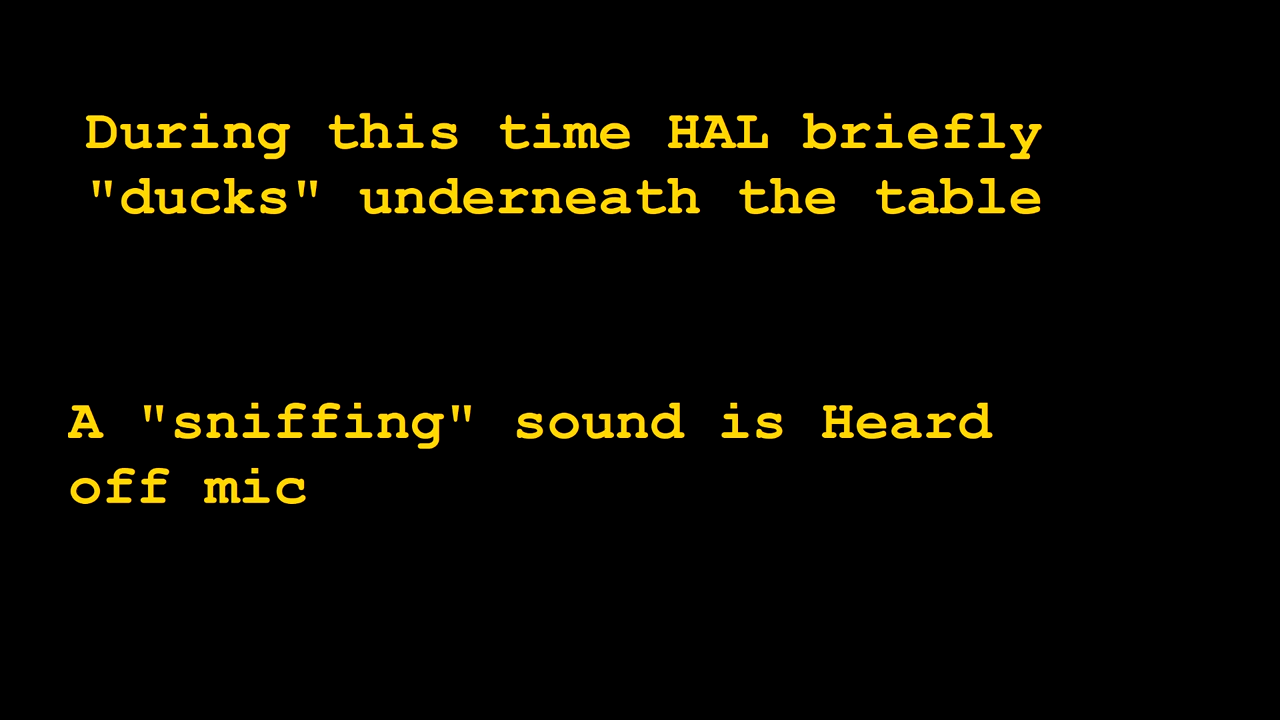 During this time HAL briefly
"ducks" underneath the table
A "sniffing" sound is Heard
off mic